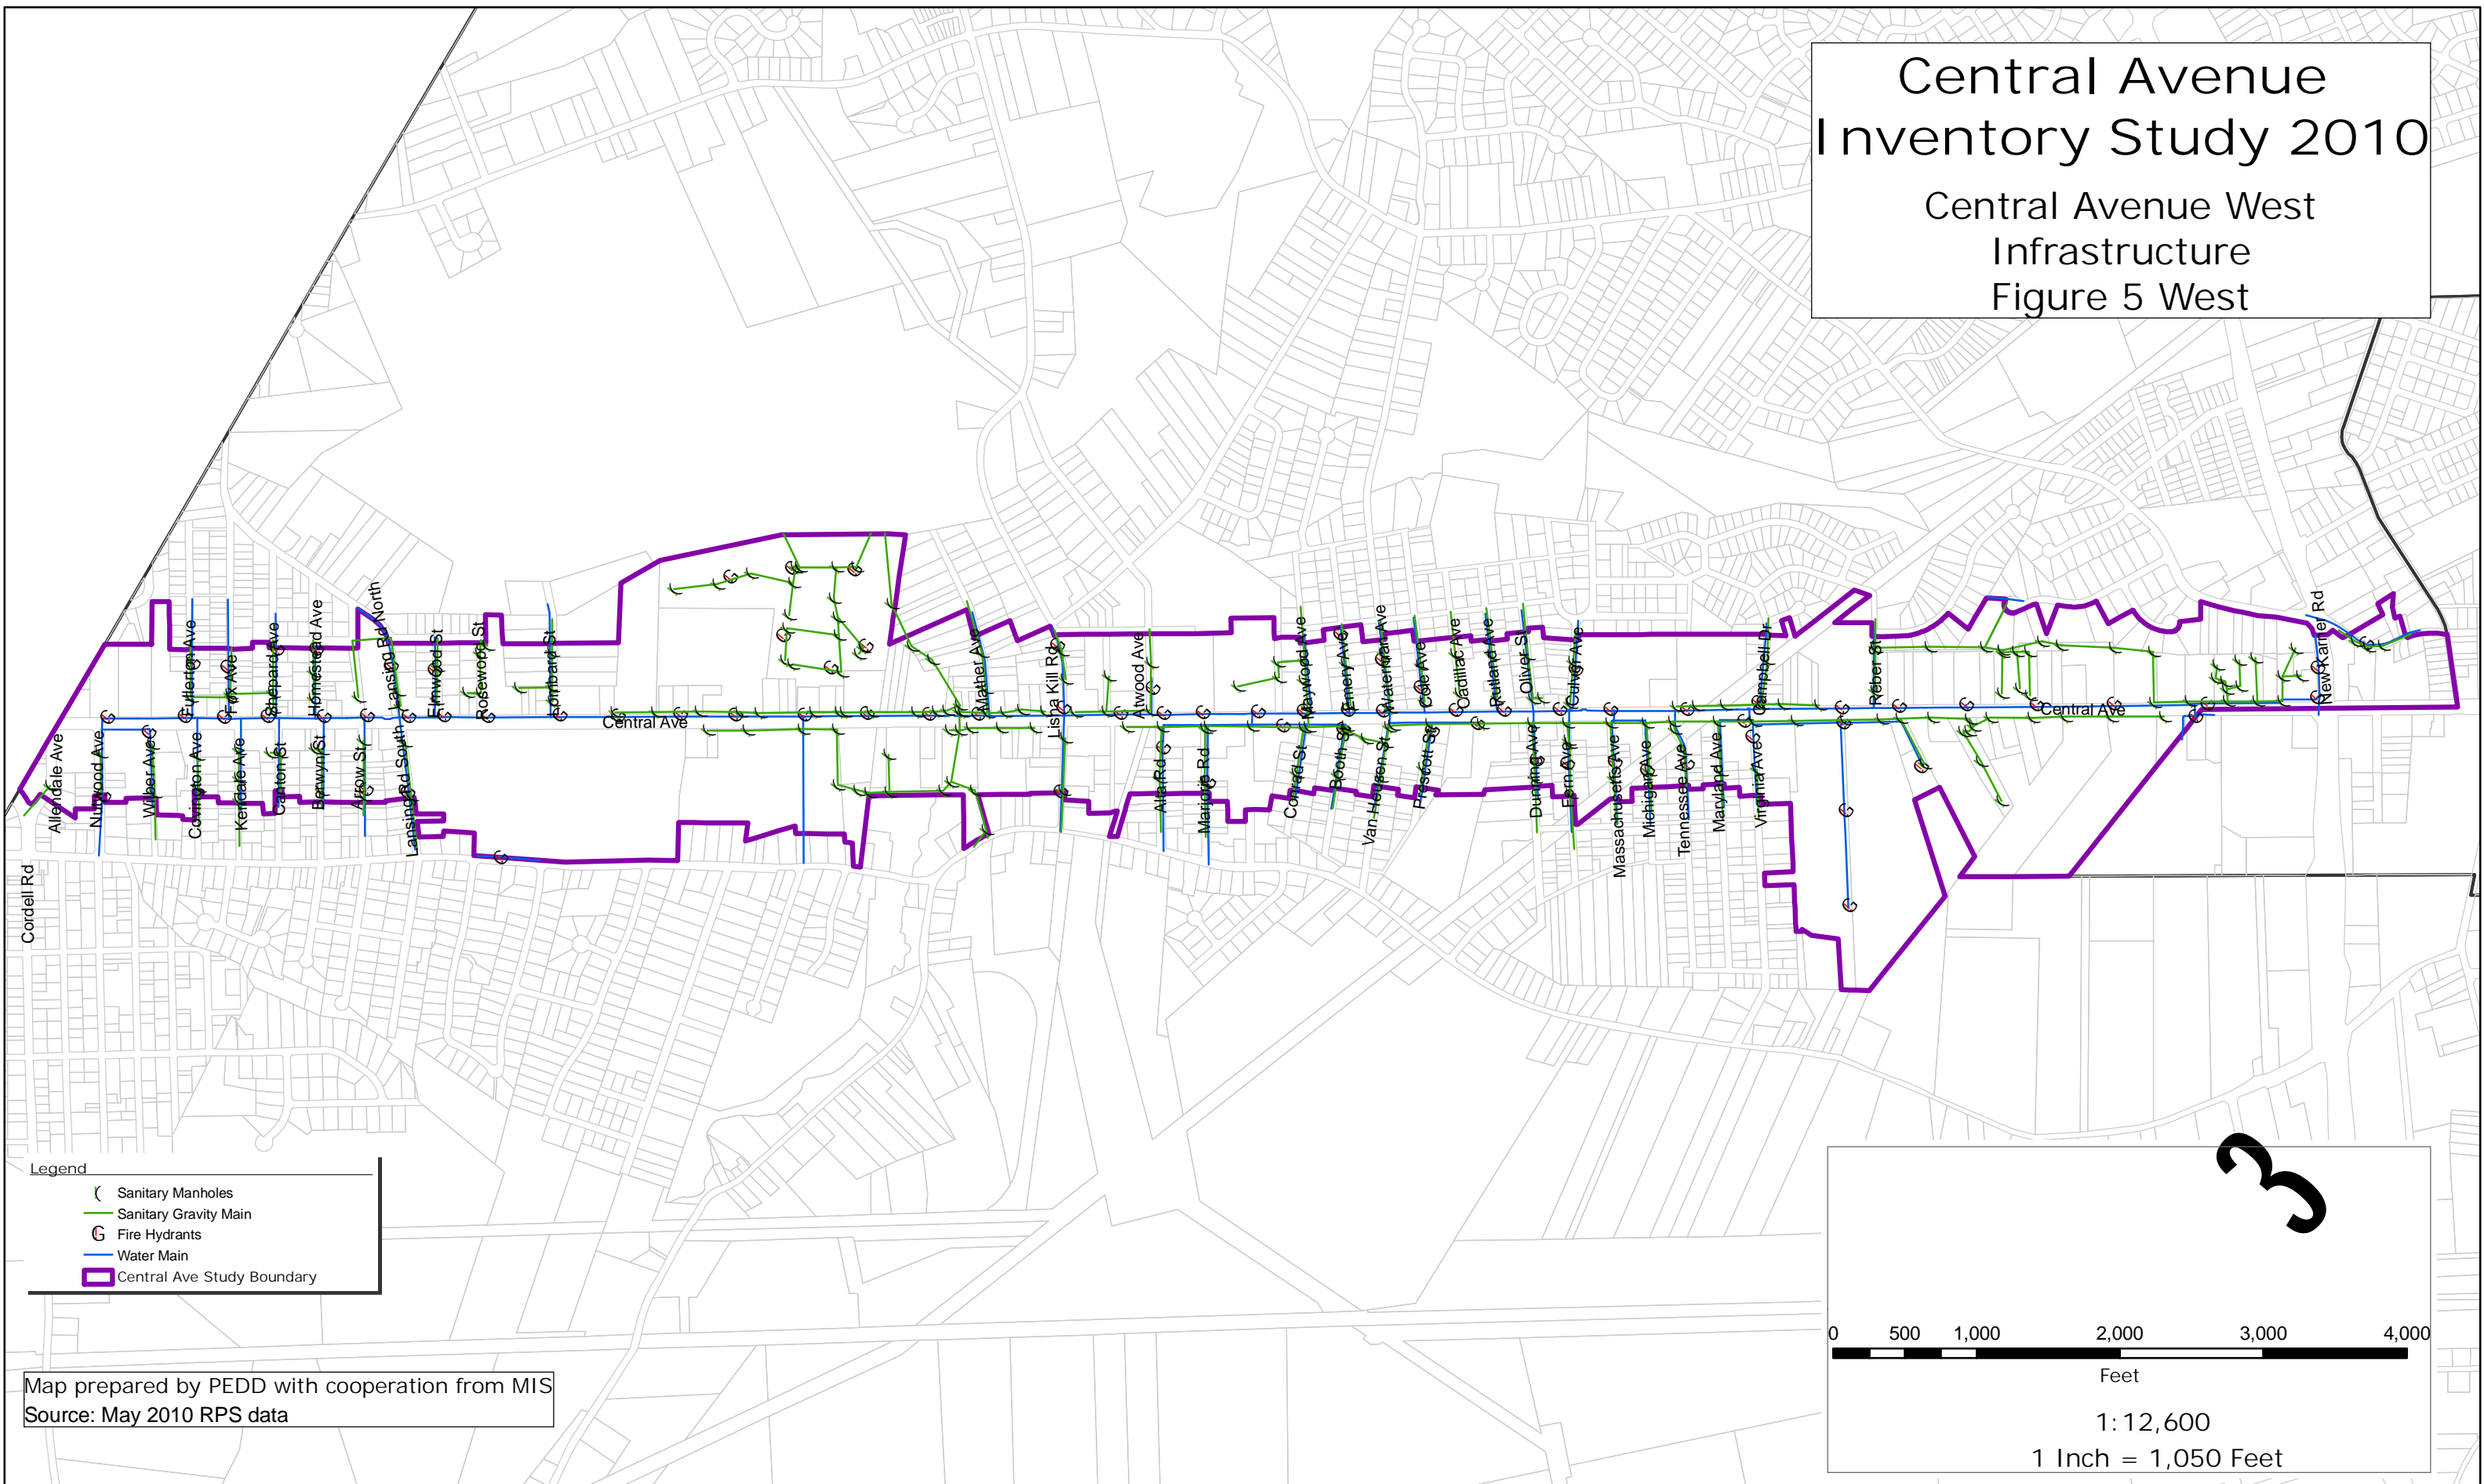 Central Avenue
Inventory Study 2010
Central Avenue West
Infrastructure
Figure 5 West
Fullerton Ave
Fox Ave
Shepard Ave
Homestead Ave
Lansing Rd North
Elmwood St
Rosewood St
Lombard St
Mather Ave
Lisha Kill Rd
Atwood Ave
Maywood Ave
Emery Ave
Waterman Ave
Cole Ave
Cadillac Ave
Rutland Ave
Oliver St
Culver Ave
Campbell Dr
Reber St
New Karner Rd
Central Ave
Central Ave
Allendale Ave
Nutwood Ave
Wilber Ave
Covington Ave
Kendale Ave
Canton St
Berwyn St
Arrow St
Lansing Rd South
Alta Rd
Marjorie Rd
Conrad St
Booth St
Van Heusen St
Prescott St
Dunning Ave
Fern Ave
Massachusetts Ave
Michigan Ave
Tennessee Ave
Maryland Ave
Virginia Ave
Cordell Rd
Legend
Sanitary Manholes
Sanitary Gravity Main
G Fire Hydrants
Water Main
Central Ave Study Boundary
Map prepared by PEDD with cooperation from MIS
Source: May 2010 RPS data
3
0 500 1,000 2,000 3,000 4,000
Feet
1:12,600
1 Inch = 1,050 Feet